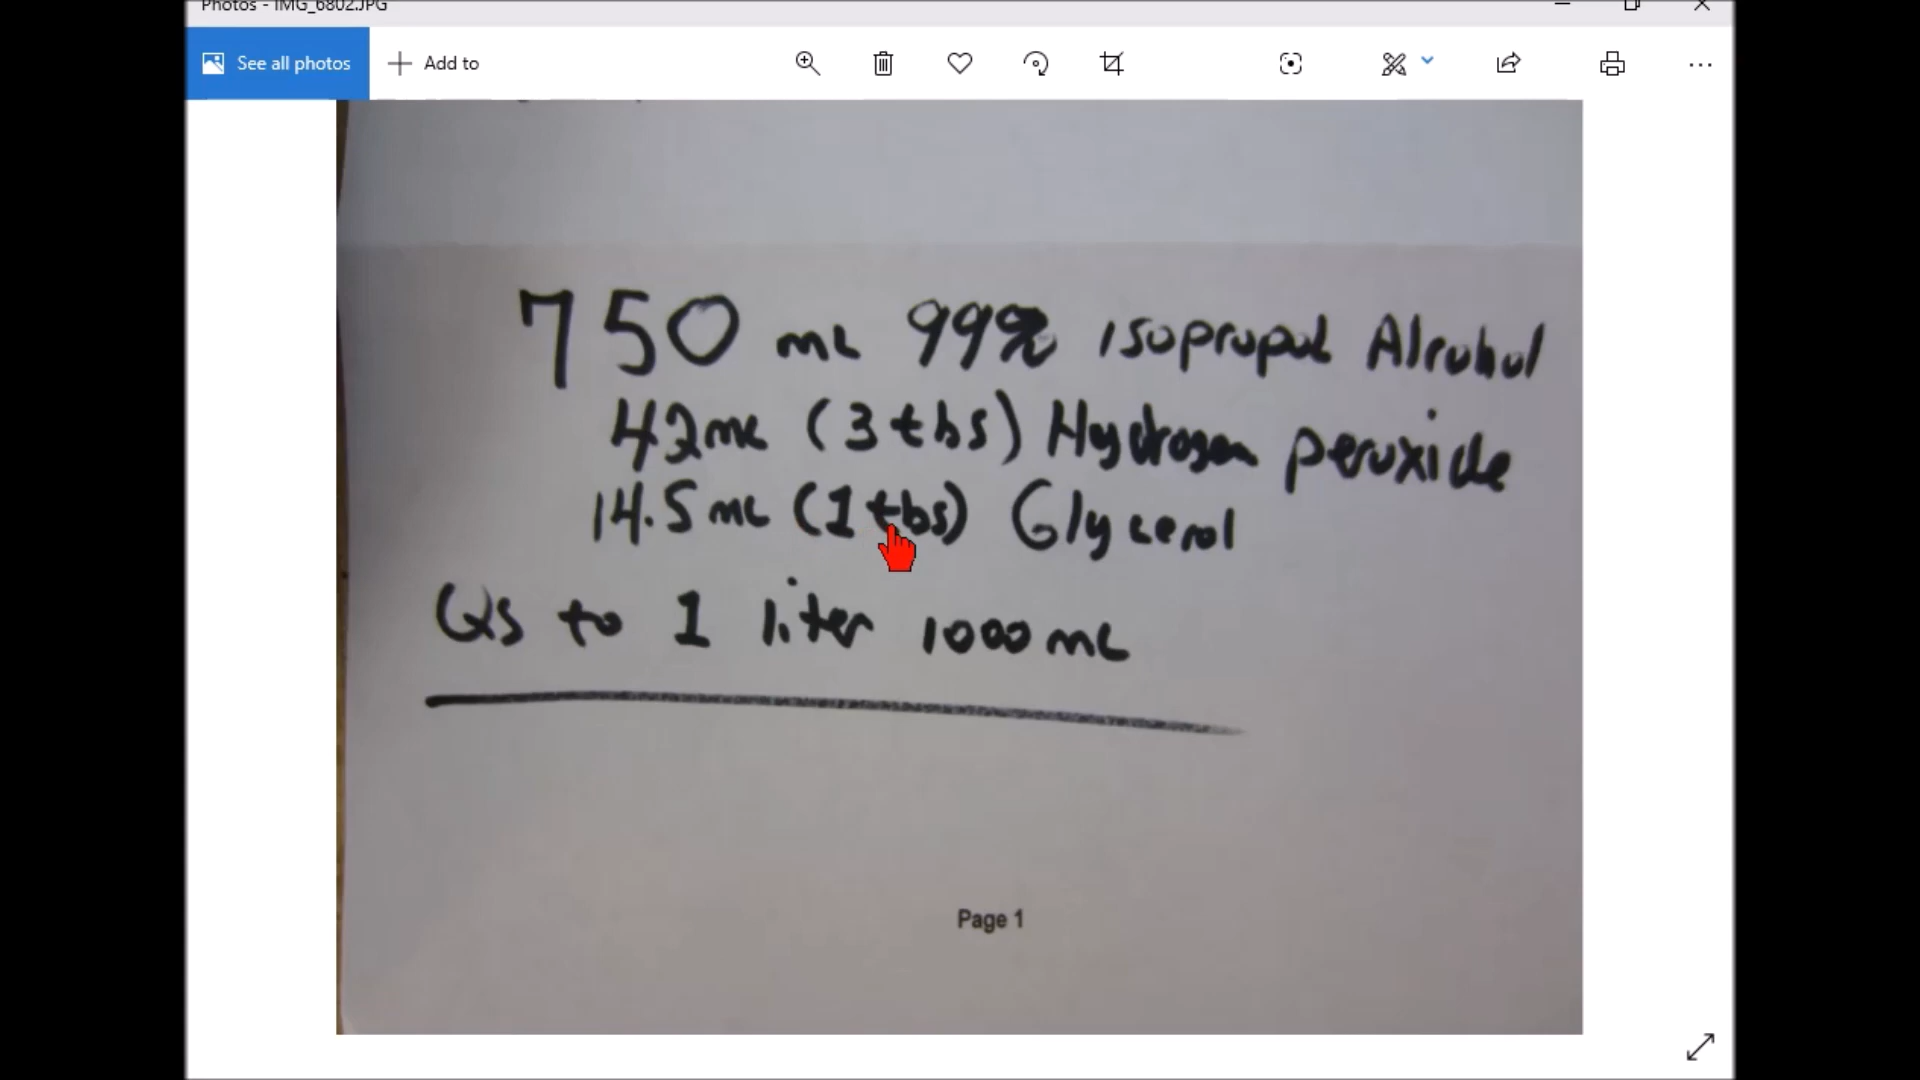 Photos - IMG_6802.JPG
See all photos
Add to
750 mL 99% isopropyl Alcohol
42mL (3 tbs) Hydrogen peroxide
14.5 mL (1 tbs) Glycerol
QS to 1 liter 1000 mL
Page 1